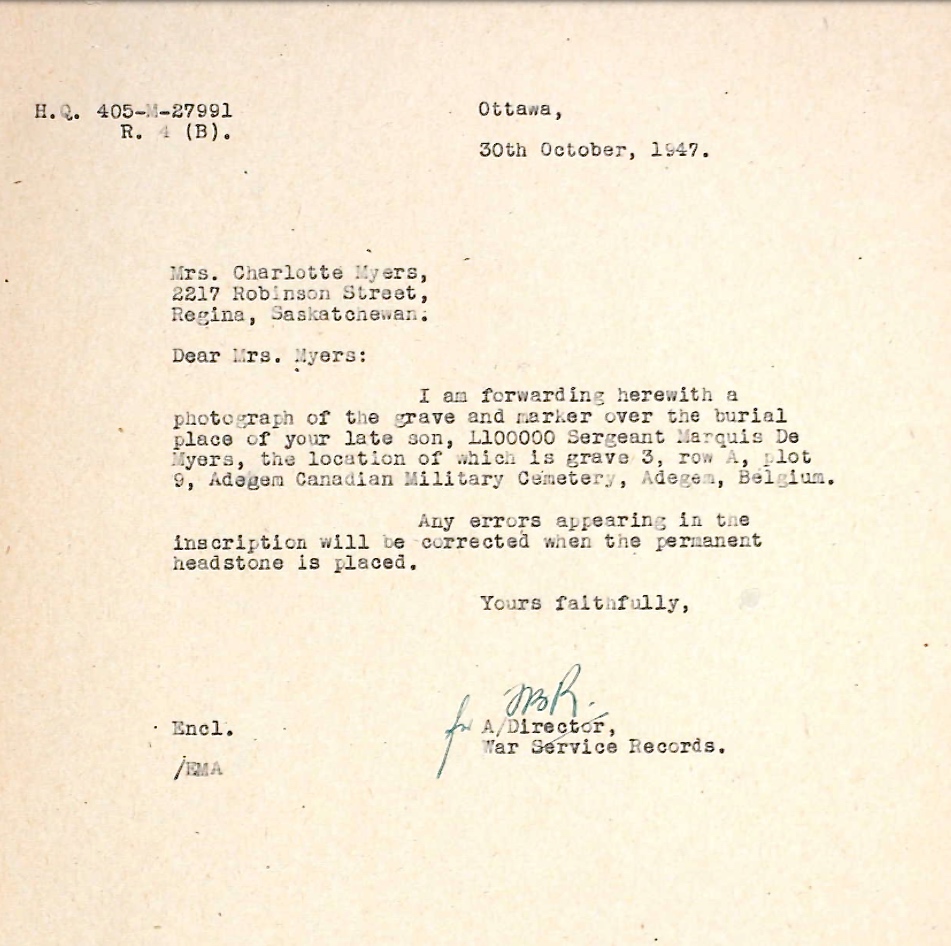 H.Q. 405-M-27991
R. 4 (B).
Ottawa,
30th October, 1947.
Mrs. Charlotte Myers,
2217 Robinson Street,
Regina, Saskatchewan.
Dear Mrs. Myers:
I am forwarding herewith a
photograph of the grave and marker over the burial
place of your late son, L100000 Sergeant Marquis De
Myers, the location of which is grave 3, row A, plot
9, Adegem Canadian Military Cemetery, Adegem, Belgium.
Any errors appearing in the
inscription will be corrected when the permanent
headstone is placed.
Yours faithfully,
Encl.
for A/Director,
War Service Records.
/EMA